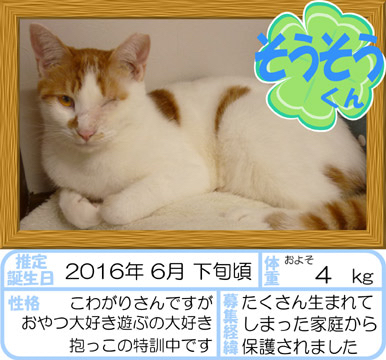 そうそう
くん
推定
誕生日
2016年 6月 下旬頃
体
重
およそ
4 kg
性格
こわがりさんですが
おやつ大好き遊ぶの大好き
抱っこの特訓中です
募集経緯
たくさん生まれて
しまった家庭から
保護されました